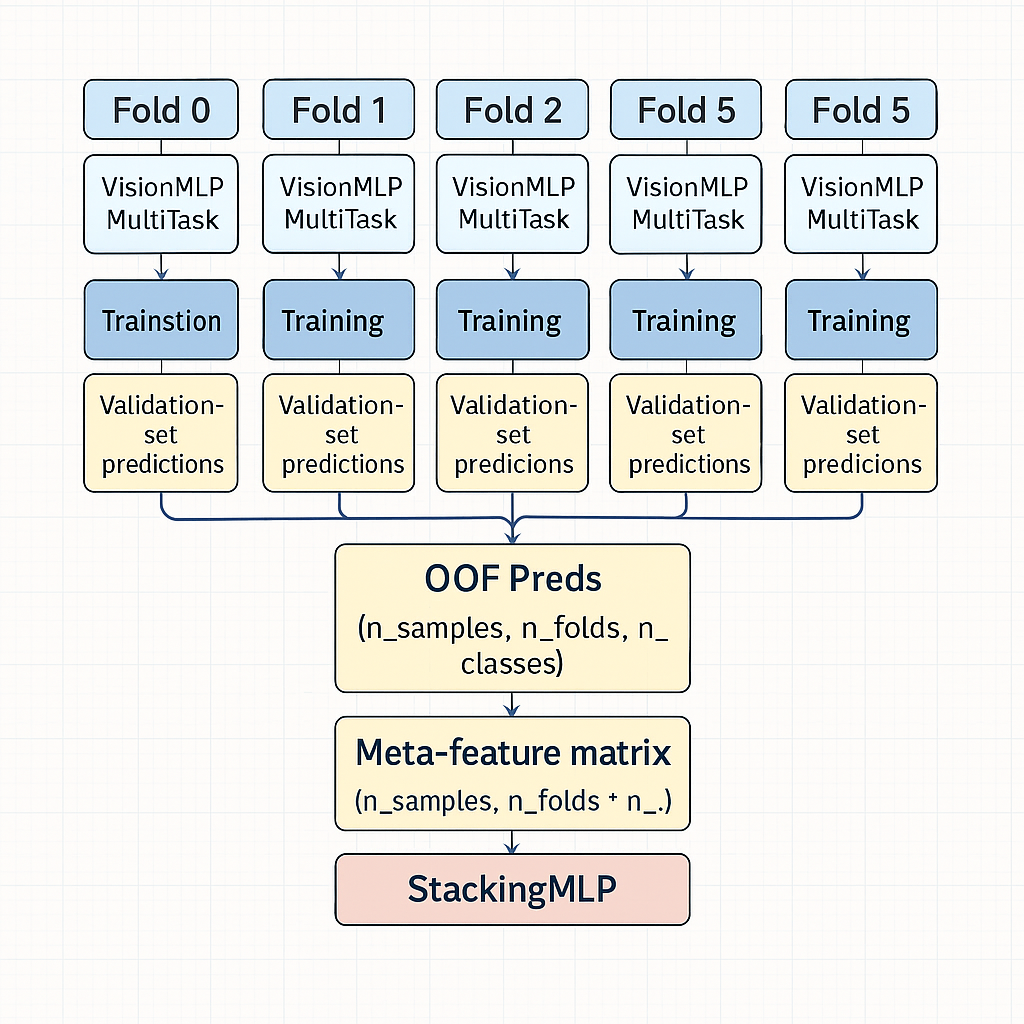 Fold 0
Fold 1
Fold 2
Fold 5
Fold 5
VisionMLP
MultiTask
VisionMLP
MultiTask
VisionMLP
MultiTask
VisionMLP
MultiTask
VisionMLP
MultiTask
Trainstion
Training
Training
Training
Training
Validation-
set
predictions
Validation-
set
predictions
Validation-
set
predicions
Validation-
set
predictions
Validation-
set
predicions
OOF Preds
(n_samples, n_folds, n_
classes)
Meta-feature matrix
(n_samples, n_folds + n_.)
StackingMLP